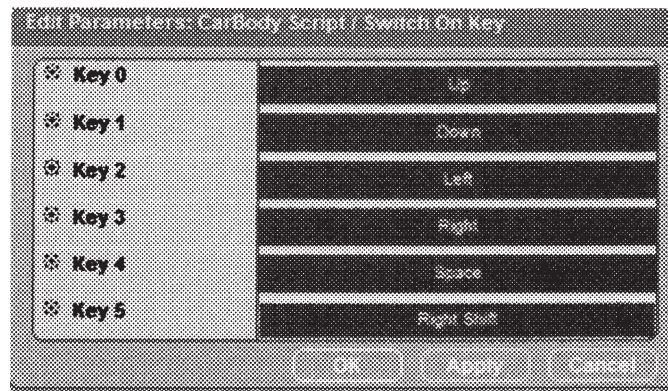 Edit Parameters: CarBody Script / Switch On Key
Key 0 Up
Key 1 Down
Key 2 Left
Key 3 Right
Key 4 Space
Key 5 Right Shift
OK Apply Cancel